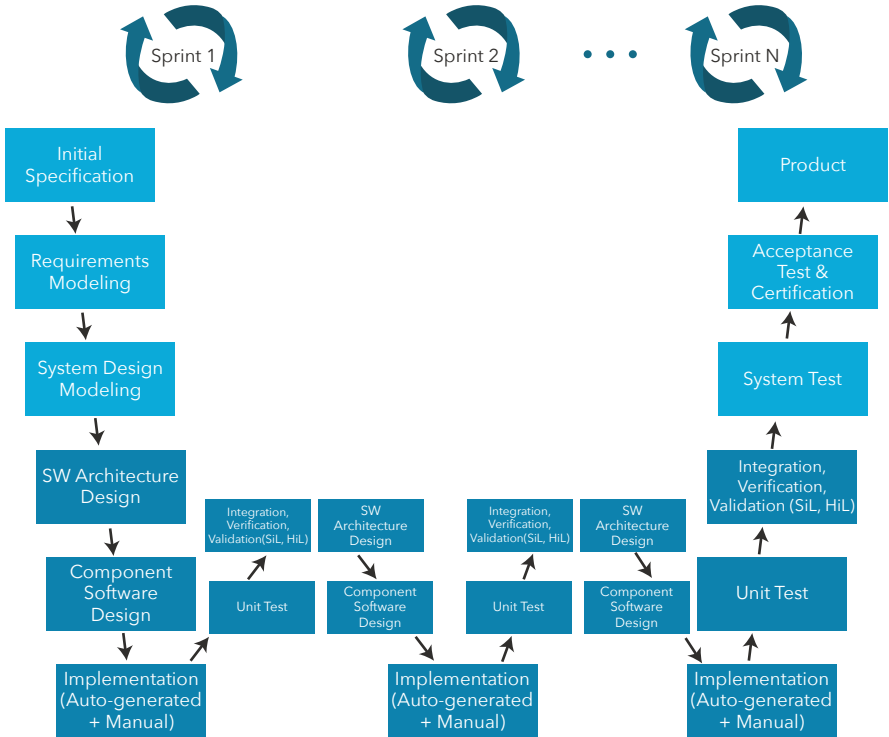 Sprint 1
Sprint 2
Sprint N
Initial
Specification
Requirements
Modeling
System Design
Modeling
SW Architecture
Design
Component
Software
Design
Implementation
(Auto-generated
+ Manual)
Unit Test
Integration,
Verification,
Validation(SiL, HiL)
SW
Architecture
Design
Component
Software
Design
Implementation
(Auto-generated
+ Manual)
Unit Test
Integration,
Verification,
Validation(SiL, HiL)
SW
Architecture
Design
Component
Software
Design
Implementation
(Auto-generated
+ Manual)
Unit Test
Integration,
Verification,
Validation (SiL, HiL)
System Test
Acceptance
Test &
Certification
Product